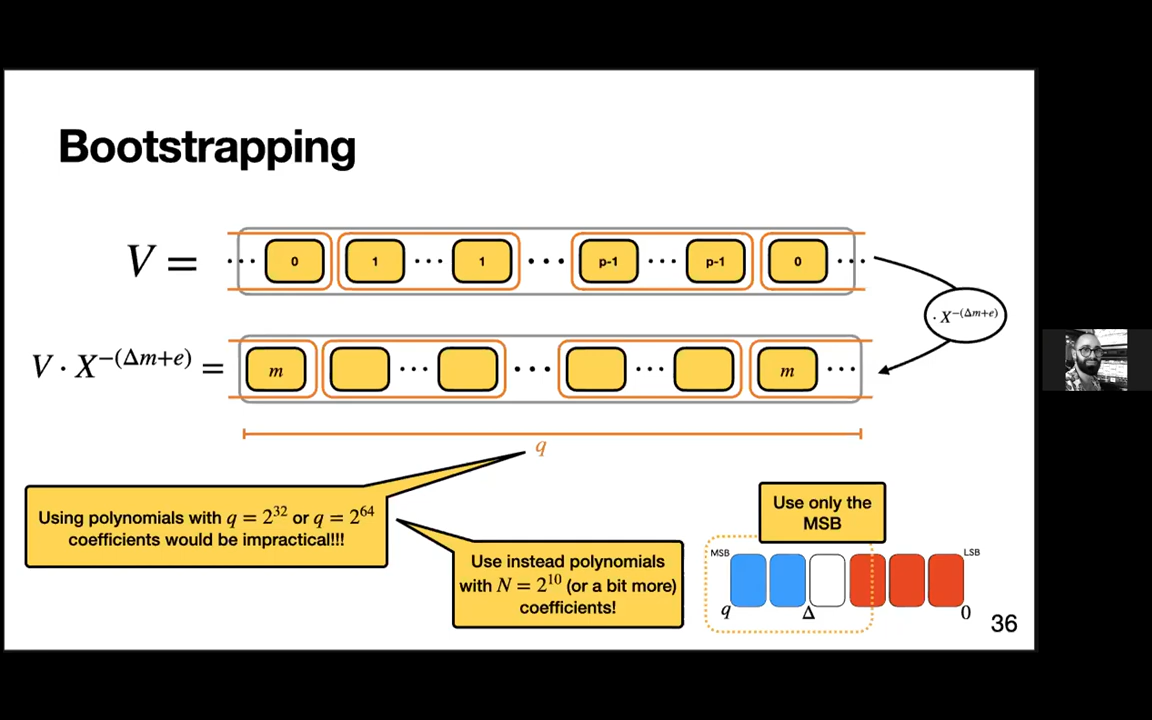 Bootstrapping
V = ··· 0 1 ··· 1 ··· p-1 ··· p-1 0 ···
· X^{−(Δm+e)}
V · X^{−(Δm+e)} = m ··· ··· ··· m ···
q
Using polynomials with q = 2^{32} or q = 2^{64}
coefficients would be impractical!!!
Use instead polynomials
with N = 2^{10} (or a bit more)
coefficients!
Use only the
MSB
MSB LSB
q Δ 0
36